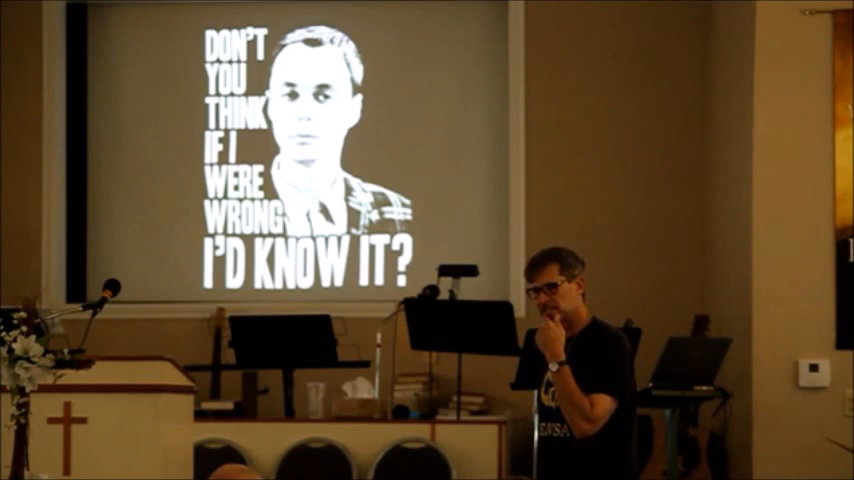 DON'T
YOU
THINK
IF I
WERE
WRONG
I'D KNOW IT?